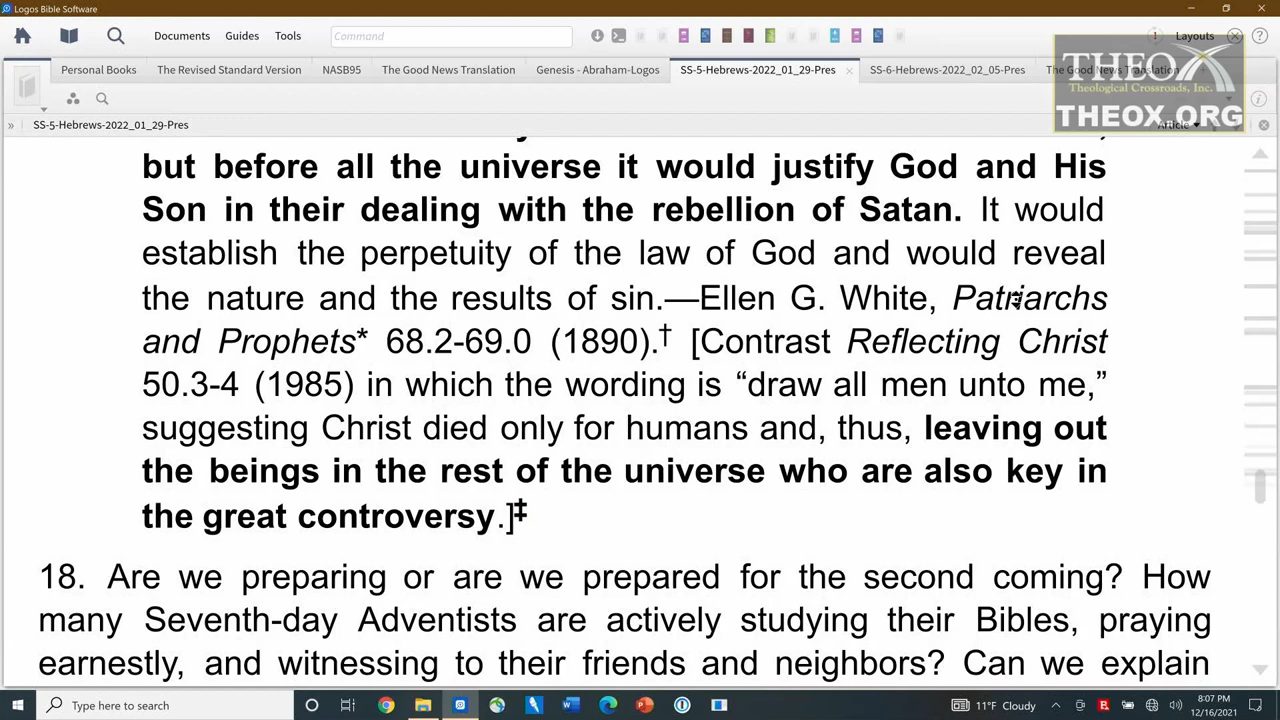 Logos Bible Software
Documents Guides Tools Command Layouts
Personal Books The Revised Standard Version NASB95 The New Living Translation Genesis - Abraham-Logos SS-5-Hebrews-2022_01_29-Pres SS-6-Hebrews-2022_02_05-Pres The Good News Translation
THEOX
Theological Crossroads, Inc.
THEOX.ORG
SS-5-Hebrews-2022_01_29-Pres Article
but before all the universe it would justify God and His
Son in their dealing with the rebellion of Satan. It would
establish the perpetuity of the law of God and would reveal
the nature and the results of sin.—Ellen G. White, Patriarchs
and Prophets* 68.2-69.0 (1890).† [Contrast Reflecting Christ
50.3-4 (1985) in which the wording is “draw all men unto me,”
suggesting Christ died only for humans and, thus, leaving out
the beings in the rest of the universe who are also key in
the great controversy.]‡
18. Are we preparing or are we prepared for the second coming? How
many Seventh-day Adventists are actively studying their Bibles, praying
earnestly, and witnessing to their friends and neighbors? Can we explain
Type here to search 11°F Cloudy 8:07 PM
12/16/2021